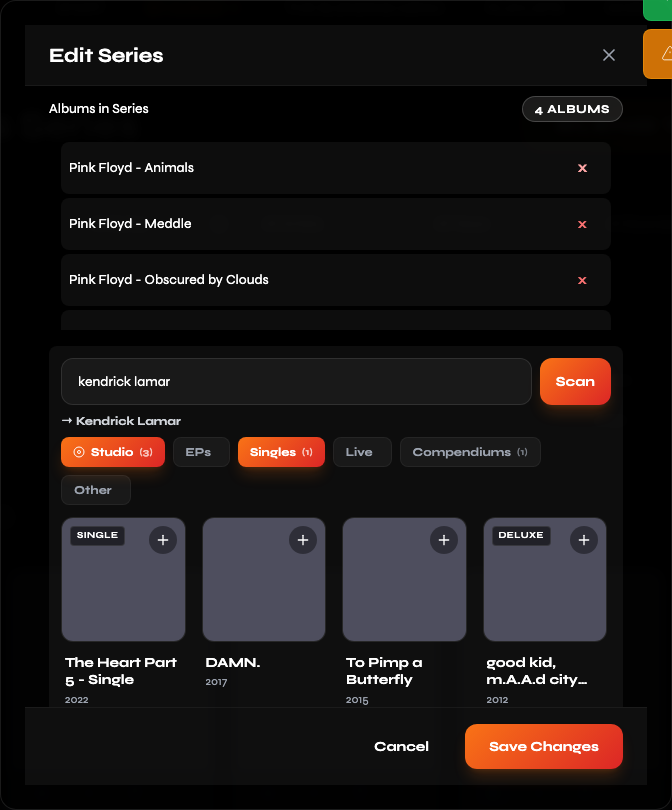 Edit Series
Albums in Series
4 ALBUMS
Pink Floyd - Animals
x
Pink Floyd - Meddle
x
Pink Floyd - Obscured by Clouds
x
kendrick lamar
Scan
→ Kendrick Lamar
Studio (3)
EPs
Singles (1)
Live
Compendiums (1)
Other
SINGLE
+
+
+
DELUXE
+
The Heart Part
5 - Single
2022
DAMN.
2017
To Pimp a
Butterfly
2015
good kid,
m.A.A.d city...
2012
Cancel
Save Changes